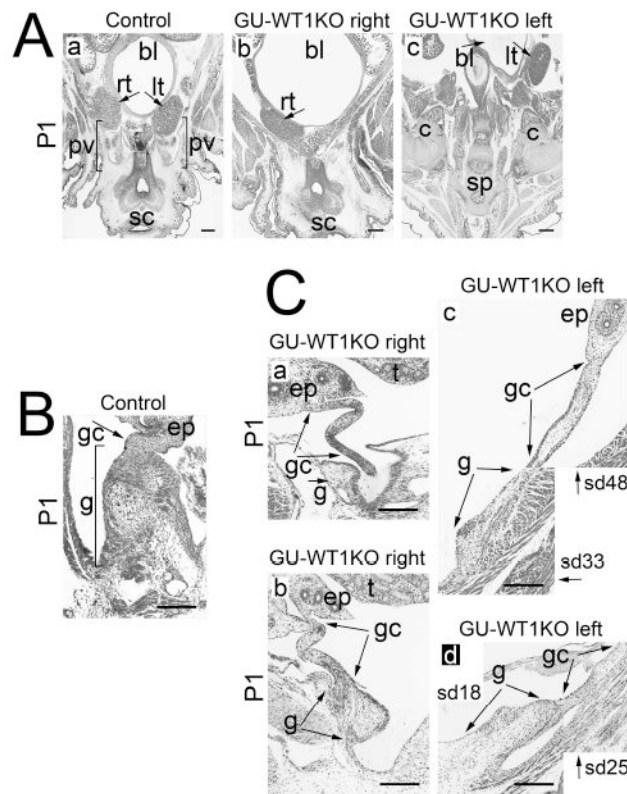 A
Control
GU-WT1KO right
GU-WT1KO left
P1
a
bl
rt
lt
pv
pv
sc
b
bl
rt
sc
c
bl
lt
c
c
sp
B
Control
P1
gc
ep
g
C
GU-WT1KO right
P1
a
t
ep
gc
g
GU-WT1KO right
P1
b
t
ep
gc
g
GU-WT1KO left
c
ep
gc
g
sd48
sd33
GU-WT1KO left
d
gc
g
sd18
sd25